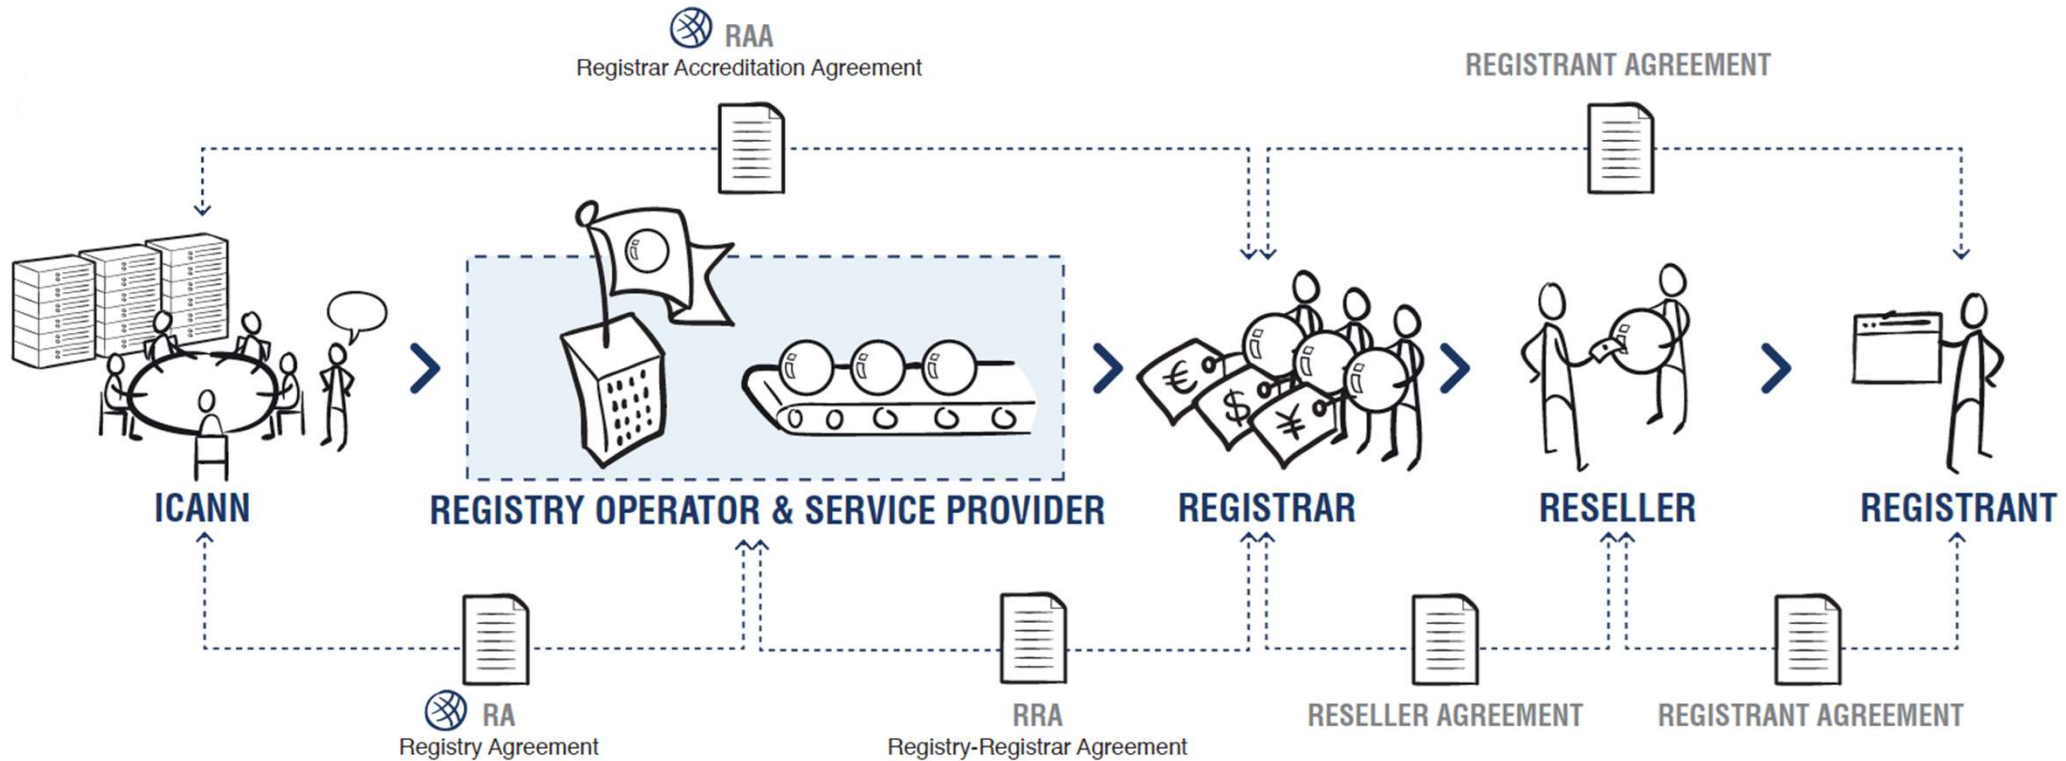 RAA
Registrar Accreditation Agreement
REGISTRANT AGREEMENT
€
$
¥
ICANN
REGISTRY OPERATOR & SERVICE PROVIDER
REGISTRAR
RESELLER
REGISTRANT
RA
Registry Agreement
RRA
Registry-Registrar Agreement
RESELLER AGREEMENT
REGISTRANT AGREEMENT